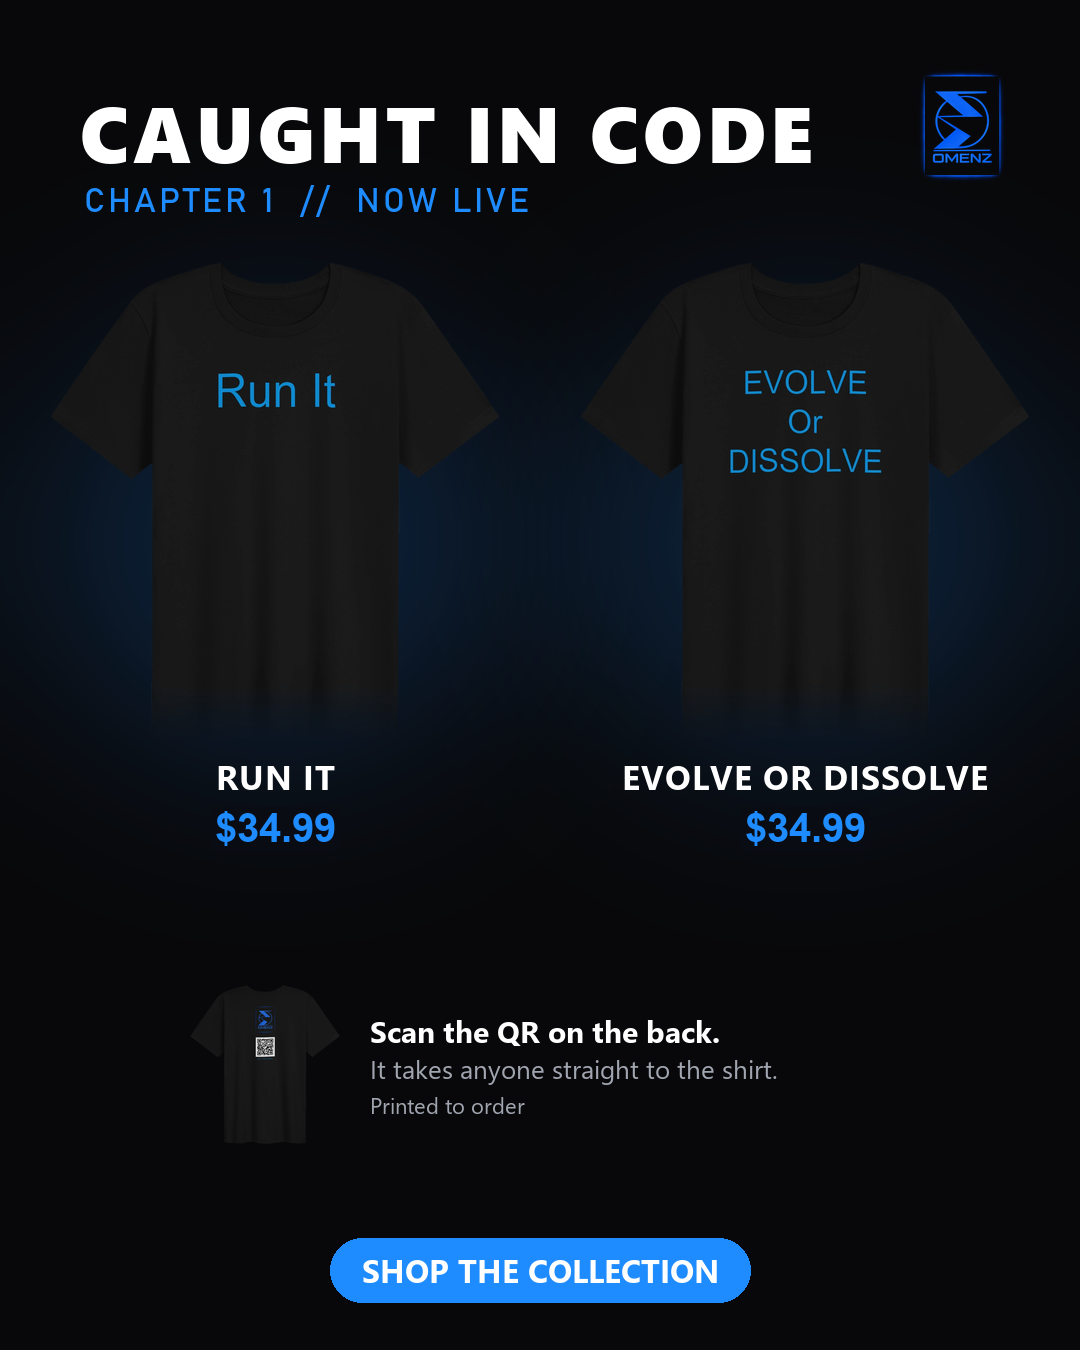 CAUGHT IN CODE
OMENZ
CHAPTER 1 // NOW LIVE
Run It
EVOLVE
Or
DISSOLVE
RUN IT
$34.99
EVOLVE OR DISSOLVE
$34.99
Scan the QR on the back.
It takes anyone straight to the shirt.
Printed to order
SHOP THE COLLECTION